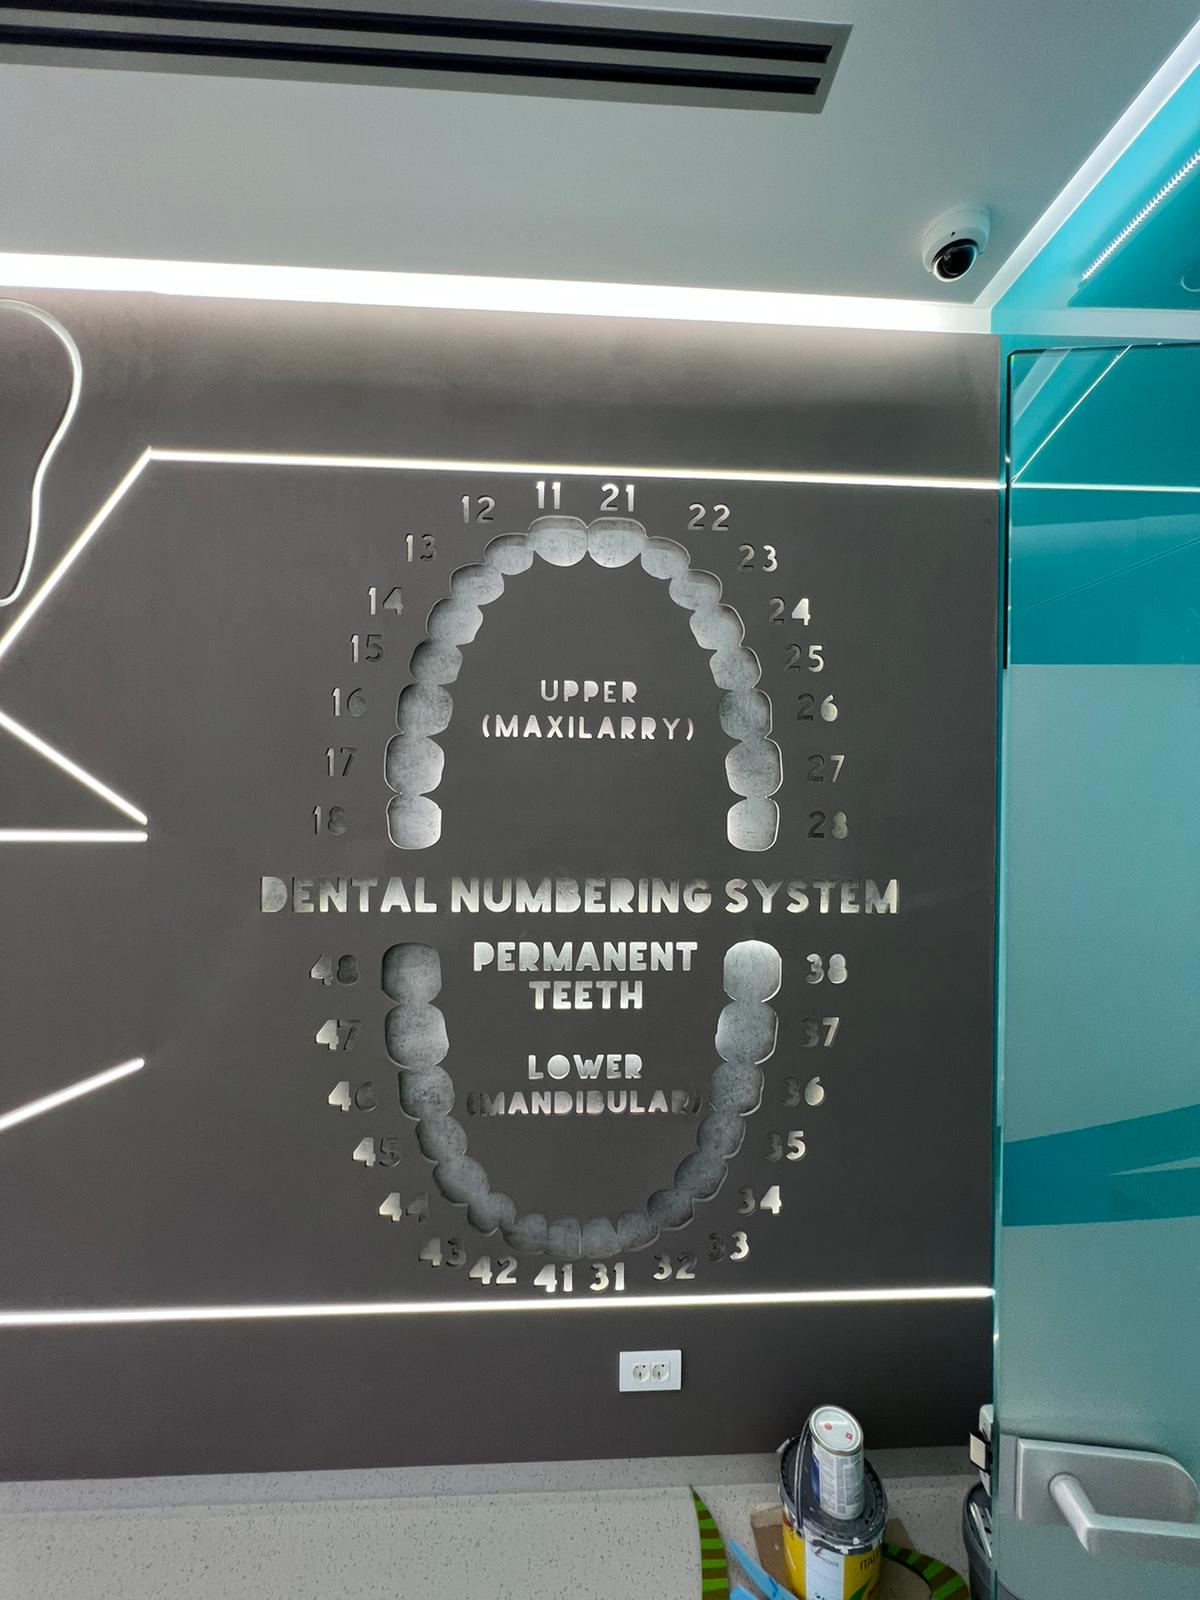 11 21
12 22
13 23
14 24
15 25
16 26
17 27
18 28
UPPER
(MAXILARRY)
DENTAL NUMBERING SYSTEM
PERMANENT
TEETH
48 38
47 37
46 36
45 35
44 34
43 33
42 32
41 31
LOWER
(MANDIBULAR)
ITAL